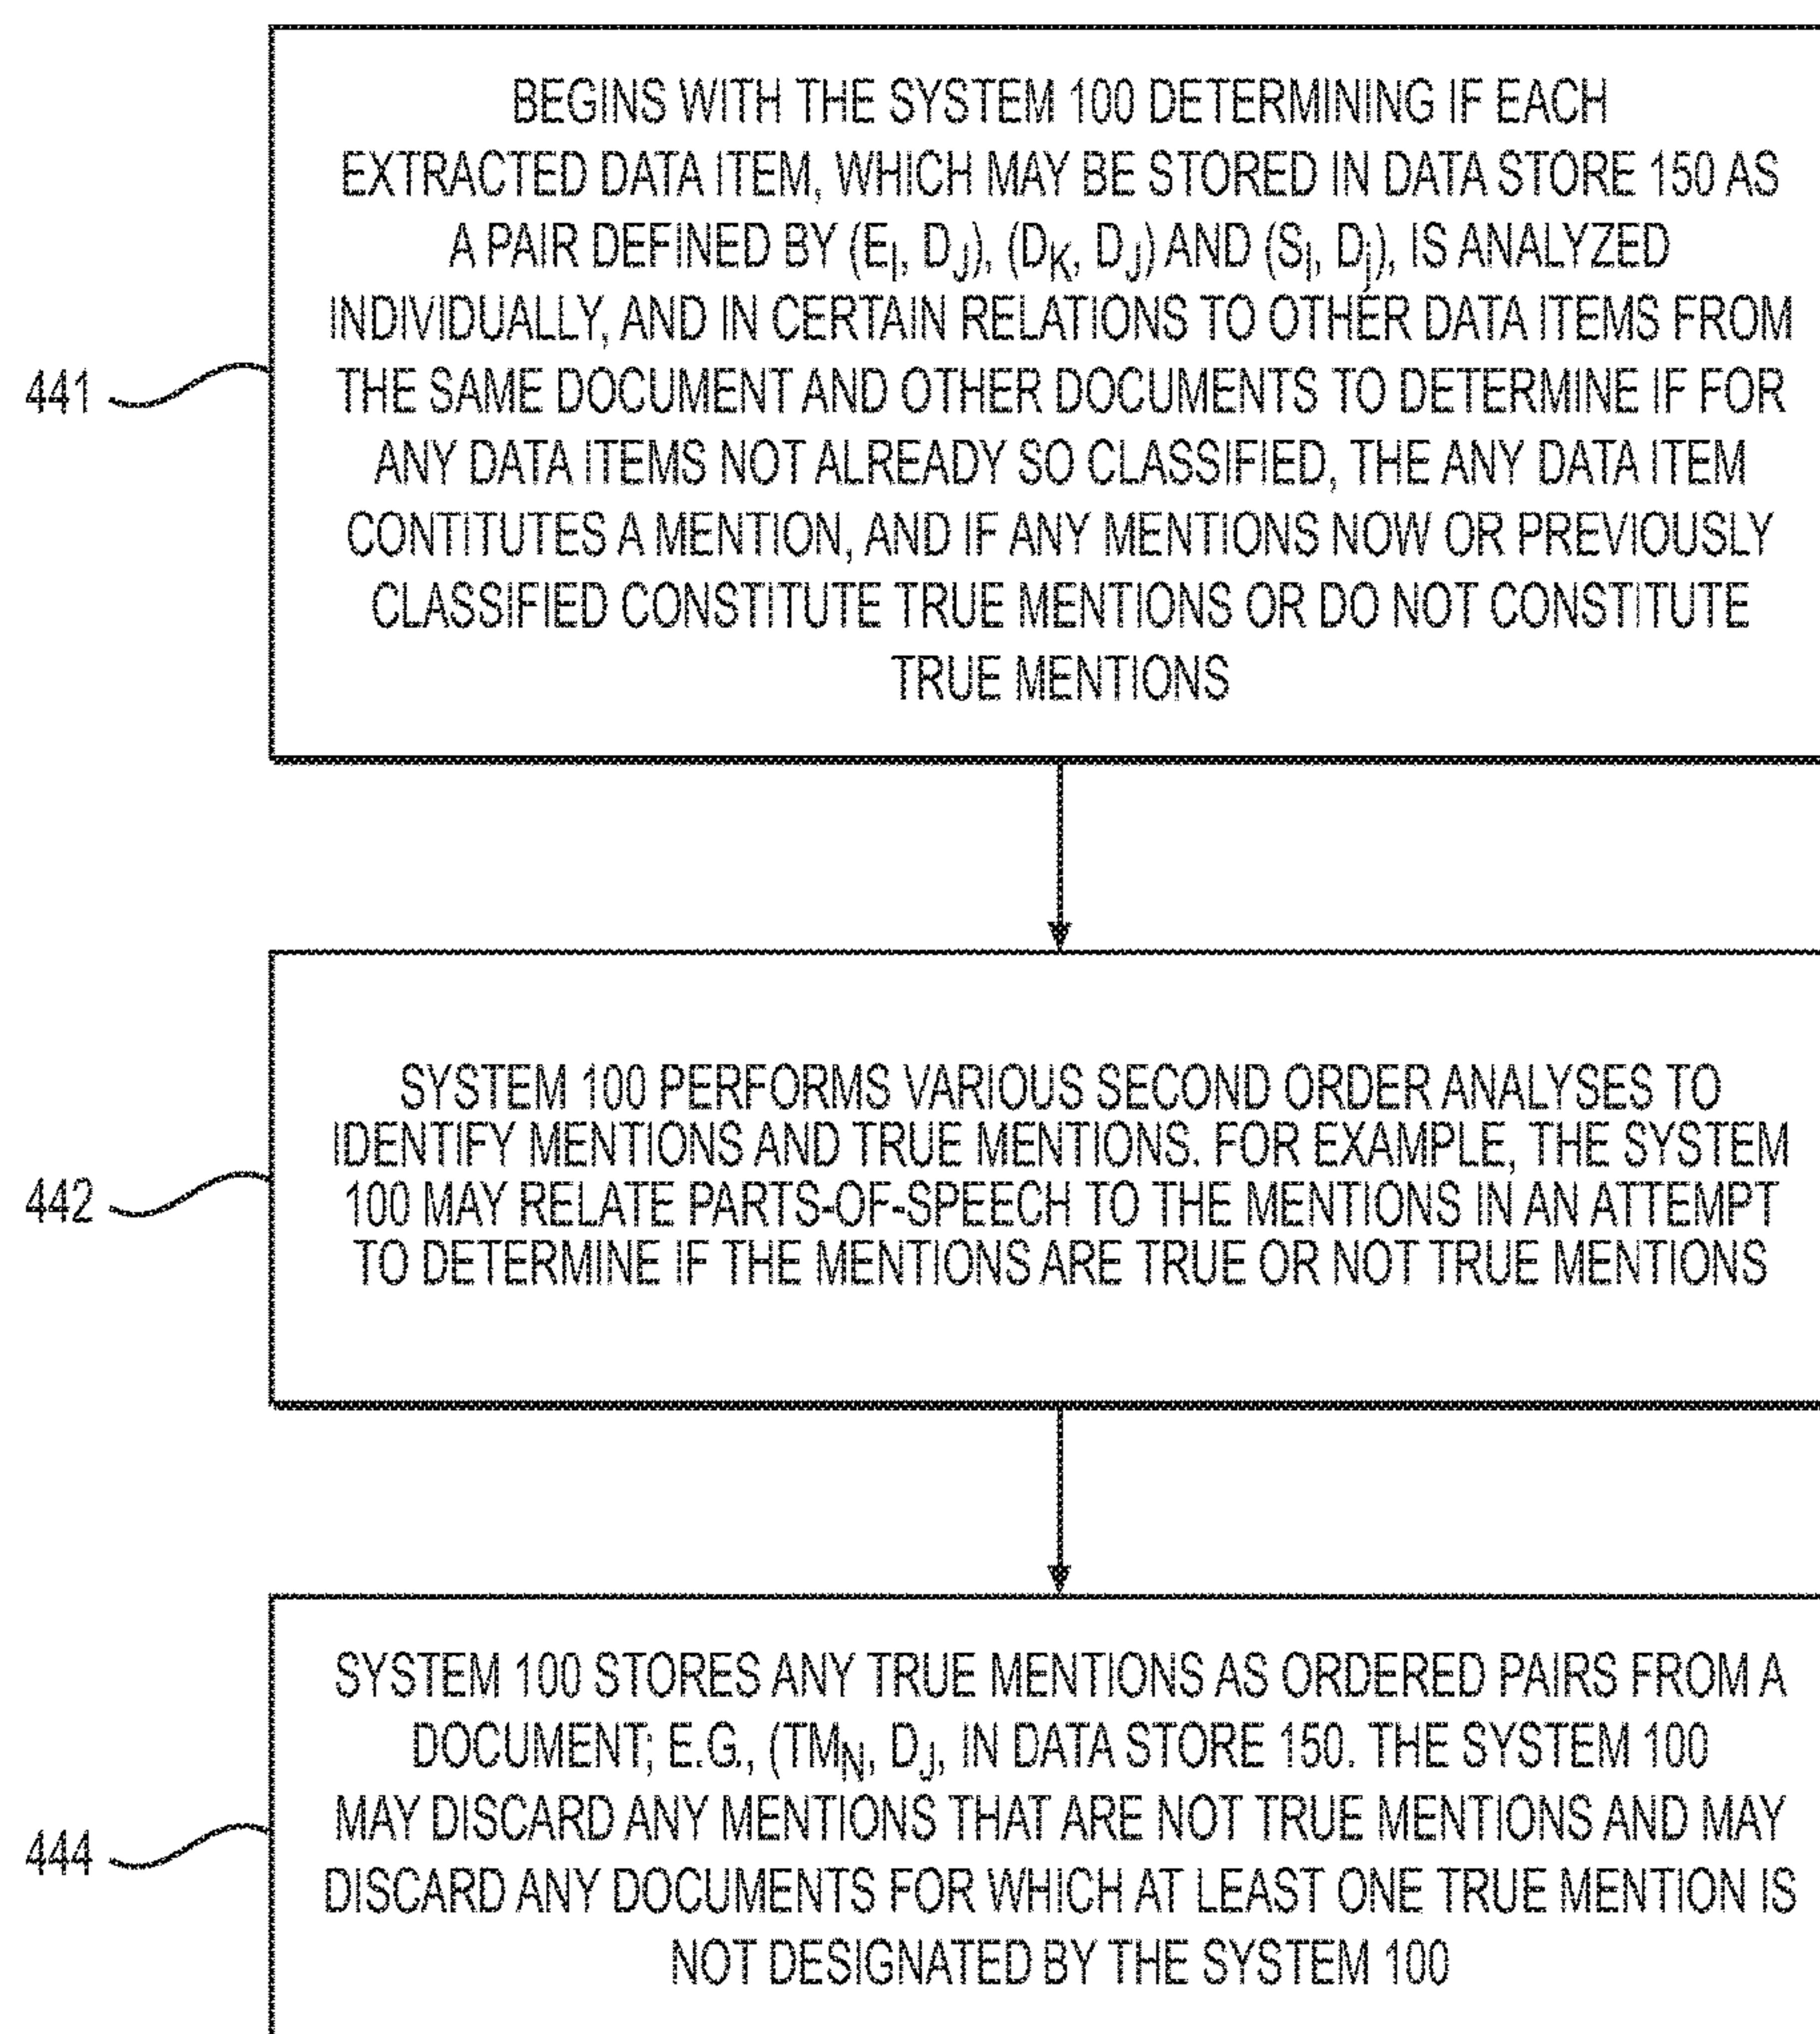 BEGINS WITH THE SYSTEM 100 DETERMINING IF EACH
EXTRACTED DATA ITEM, WHICH MAY BE STORED IN DATA STORE 150 AS
A PAIR DEFINED BY (EI, DJ), (DK, DJ) AND (SI, Dj), IS ANALYZED
INDIVIDUALLY, AND IN CERTAIN RELATIONS TO OTHER DATA ITEMS FROM
441 THE SAME DOCUMENT AND OTHER DOCUMENTS TO DETERMINE IF FOR
ANY DATA ITEMS NOT ALREADY SO CLASSIFIED, THE ANY DATA ITEM
CONTITUTES A MENTION, AND IF ANY MENTIONS NOW OR PREVIOUSLY
CLASSIFIED CONSTITUTE TRUE MENTIONS OR DO NOT CONSTITUTE
TRUE MENTIONS
SYSTEM 100 PERFORMS VARIOUS SECOND ORDER ANALYSES TO
IDENTIFY MENTIONS AND TRUE MENTIONS. FOR EXAMPLE, THE SYSTEM
442 100 MAY RELATE PARTS-OF-SPEECH TO THE MENTIONS IN AN ATTEMPT
TO DETERMINE IF THE MENTIONS ARE TRUE OR NOT TRUE MENTIONS
SYSTEM 100 STORES ANY TRUE MENTIONS AS ORDERED PAIRS FROM A
DOCUMENT; E.G., (TMN, DJ, IN DATA STORE 150. THE SYSTEM 100
MAY DISCARD ANY MENTIONS THAT ARE NOT TRUE MENTIONS AND MAY
444 DISCARD ANY DOCUMENTS FOR WHICH AT LEAST ONE TRUE MENTION IS
NOT DESIGNATED BY THE SYSTEM 100